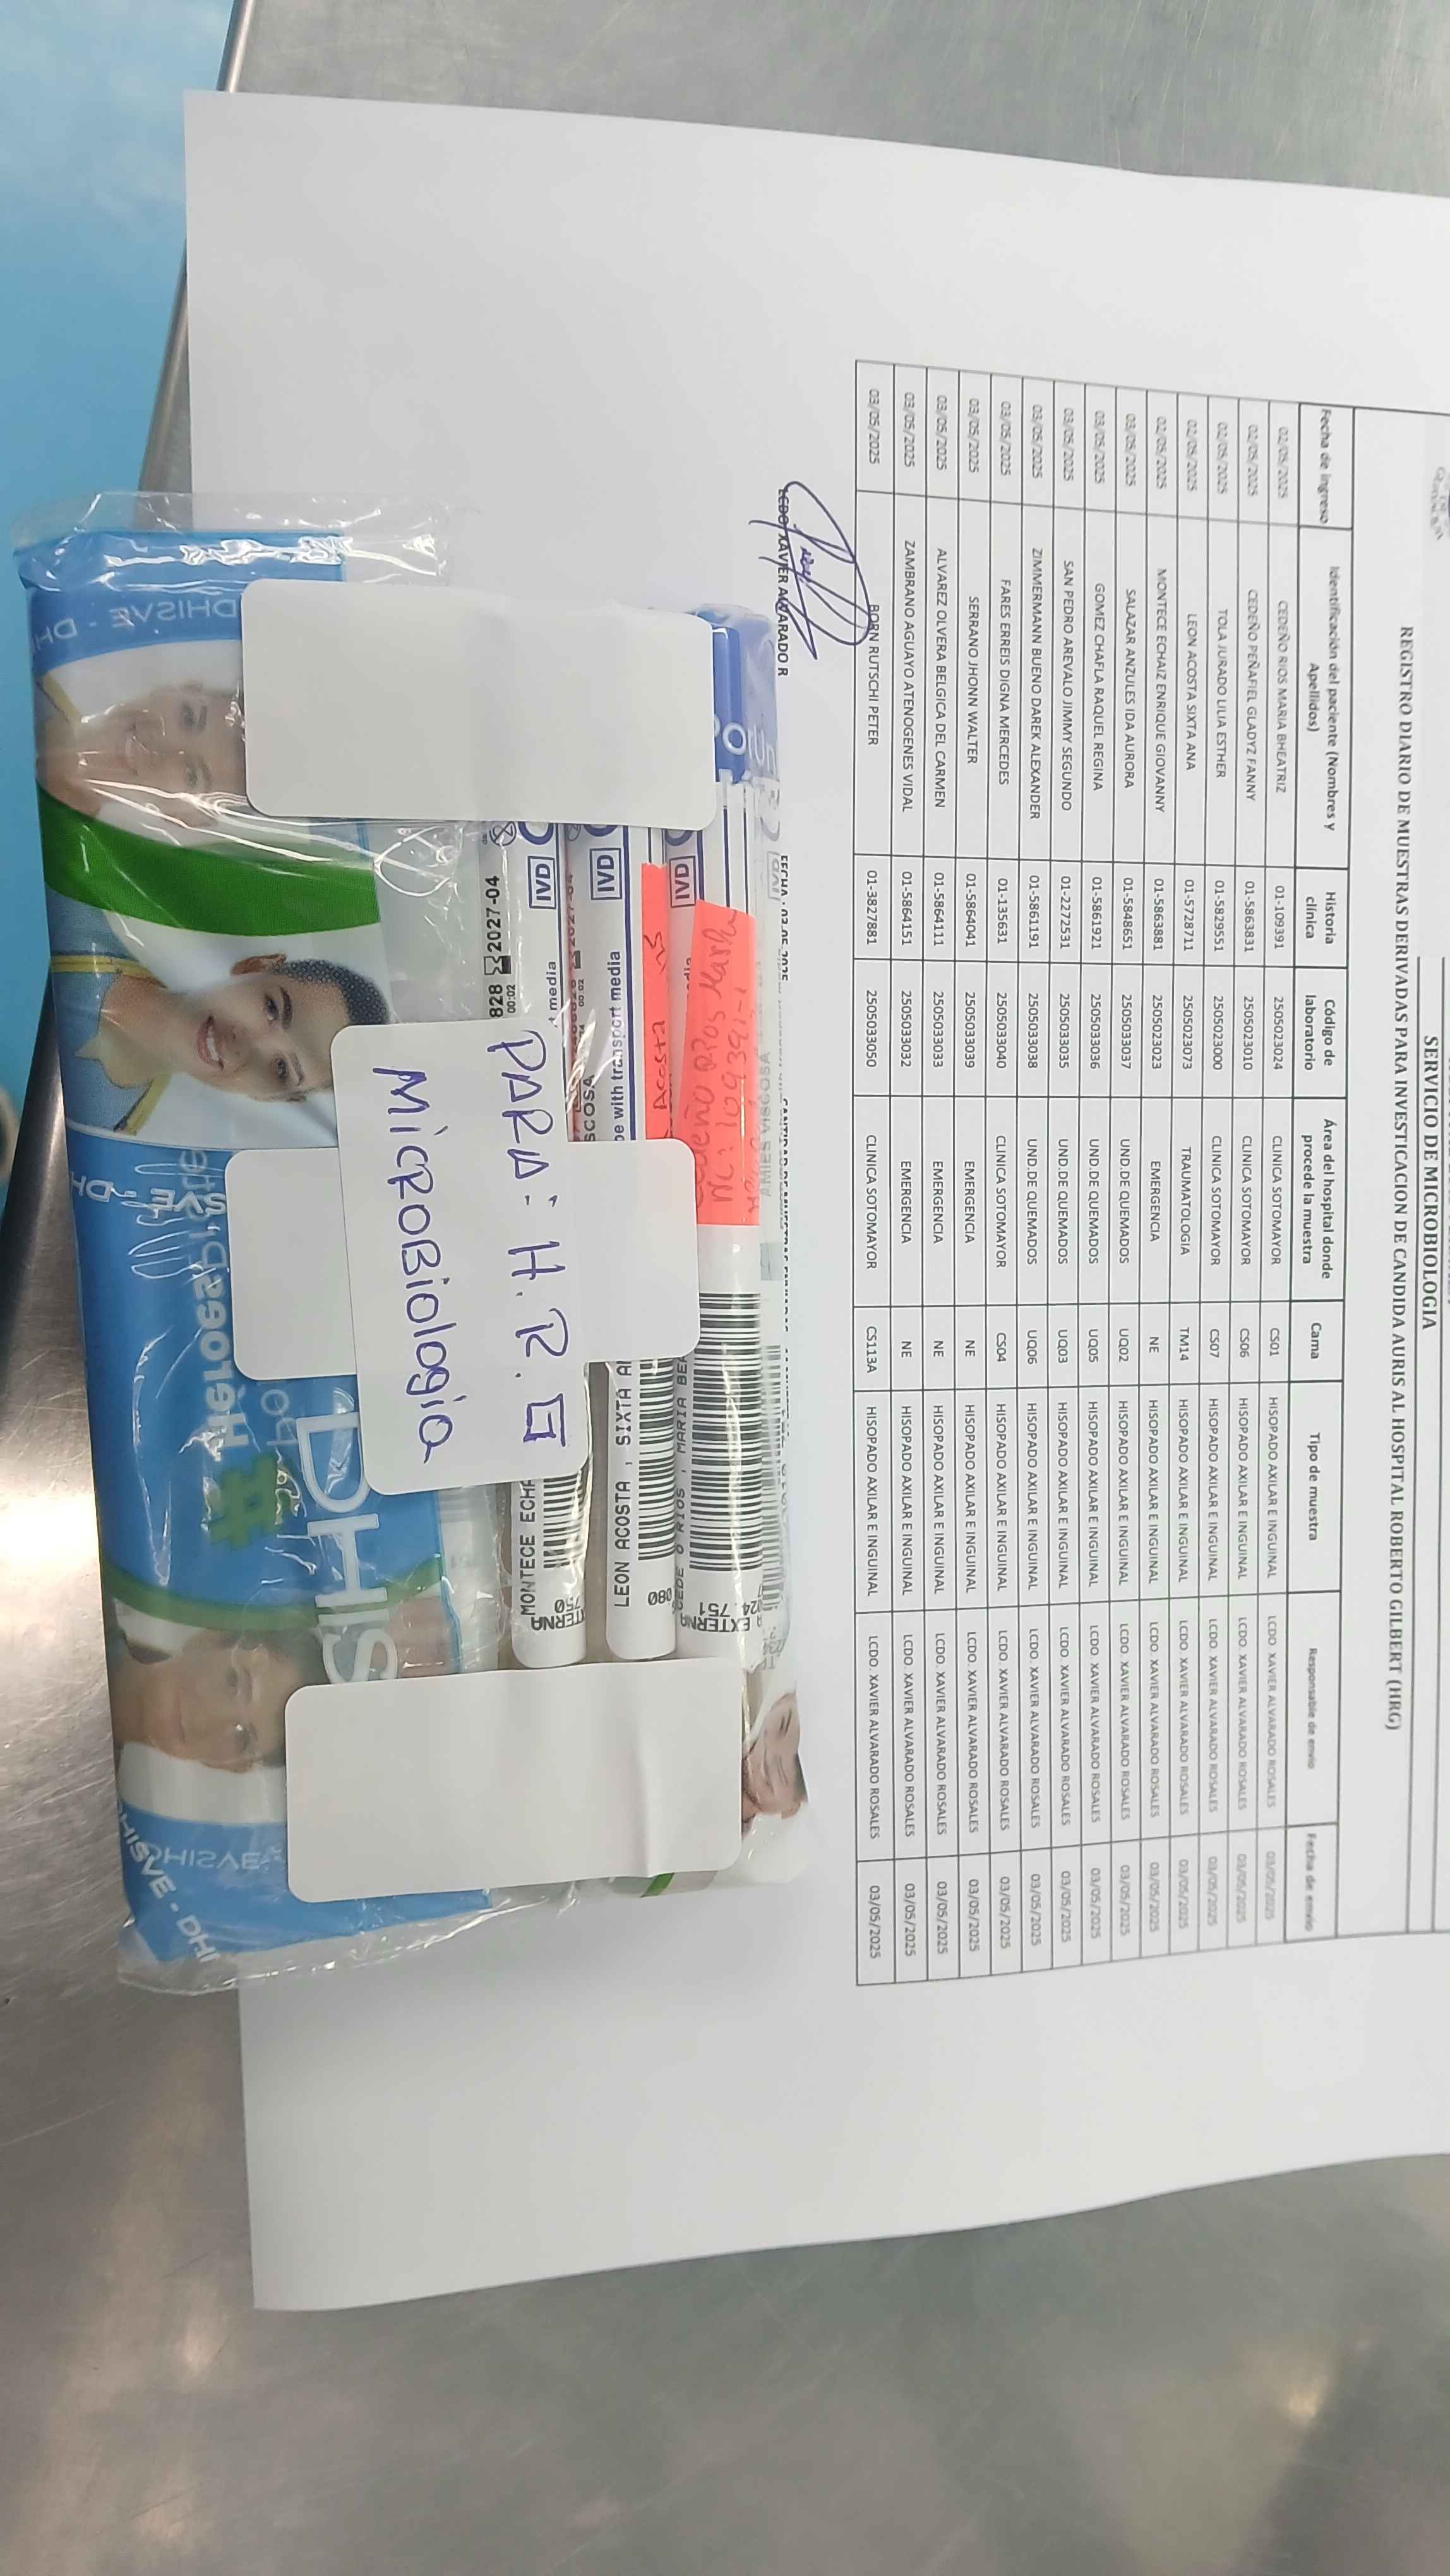 SERVICIO DE MICROBIOLOGIA
REGISTRO DIARIO DE MUESTRAS DERIVADAS PARA INVESTIGACION DE CANDIDA AURIS AL HOSPITAL ROBERTO GILBERT (HRG)
Fecha de ingreso Identificación del paciente (Nombres y Apellidos) Historia clínica Código de laboratorio Área del hospital donde procede la muestra Cama Tipo de muestra Responsable de envio Fecha de envio
02/05/2025 CEDEÑO RIOS MARIA BHEATRIZ 01-109391 2505023024 CLINICA SOTOMAYOR CS01 HISOPADO AXILAR E INGUINAL LCDO. XAVIER ALVARADO ROSALES 03/05/2025
02/05/2025 CEDEÑO PEÑAFIEL GLADYZ FANNY 01-5863831 2505023010 CLINICA SOTOMAYOR CS06 HISOPADO AXILAR E INGUINAL LCDO. XAVIER ALVARADO ROSALES 03/05/2025
02/05/2025 TOLA JURADO LILIA ESTHER 01-5829551 2505023000 CLINICA SOTOMAYOR CS07 HISOPADO AXILAR E INGUINAL LCDO. XAVIER ALVARADO ROSALES 03/05/2025
02/05/2025 LEON ACOSTA SIXTA ANA 01-5728711 2505023073 TRAUMATOLOGIA TM14 HISOPADO AXILAR E INGUINAL LCDO. XAVIER ALVARADO ROSALES 03/05/2025
02/05/2025 MONTECE ECHAIZ ENRIQUE GIOVANNY 01-5863881 2505023023 EMERGENCIA NE HISOPADO AXILAR E INGUINAL LCDO. XAVIER ALVARADO ROSALES 03/05/2025
03/05/2025 SALAZAR ANZULES IDA AURORA 01-5848651 2505033037 UND.DE QUEMADOS UQ02 HISOPADO AXILAR E INGUINAL LCDO. XAVIER ALVARADO ROSALES 03/05/2025
03/05/2025 GOMEZ CHAFLA RAQUEL REGINA 01-5861921 2505033036 UND.DE QUEMADOS UQ05 HISOPADO AXILAR E INGUINAL LCDO. XAVIER ALVARADO ROSALES 03/05/2025
03/05/2025 SAN PEDRO AREVALO JIMMY SEGUNDO 01-2272531 2505033035 UND.DE QUEMADOS UQ03 HISOPADO AXILAR E INGUINAL LCDO. XAVIER ALVARADO ROSALES 03/05/2025
03/05/2025 ZIMMERMANN BUENO DAREK ALEXANDER 01-5861191 2505033038 UND.DE QUEMADOS UQ06 HISOPADO AXILAR E INGUINAL LCDO. XAVIER ALVARADO ROSALES 03/05/2025
03/05/2025 FARES ERREIS DIGNA MERCEDES 01-135631 2505033040 CLINICA SOTOMAYOR CS04 HISOPADO AXILAR E INGUINAL LCDO. XAVIER ALVARADO ROSALES 03/05/2025
03/05/2025 SERRANO JHONN WALTER 01-5864041 2505033039 EMERGENCIA NE HISOPADO AXILAR E INGUINAL LCDO. XAVIER ALVARADO ROSALES 03/05/2025
03/05/2025 ALVAREZ OLVERA BELGICA DEL CARMEN 01-5864111 2505033033 EMERGENCIA NE HISOPADO AXILAR E INGUINAL LCDO. XAVIER ALVARADO ROSALES 03/05/2025
03/05/2025 ZAMBRANO AGUAYO ATENOGENES VIDAL 01-5864151 2505033032 EMERGENCIA NE HISOPADO AXILAR E INGUINAL LCDO. XAVIER ALVARADO ROSALES 03/05/2025
03/05/2025 BORN RUTSCHI PETER 01-3827881 2505033050 CLINICA SOTOMAYOR CS113A HISOPADO AXILAR E INGUINAL LCDO. XAVIER ALVARADO ROSALES 03/05/2025
LCDO. XAVIER ALVARADO R
HC: 109391-1
EXTERNA
MARIA BE
LEON ACOSTA , SIXTA A
080
MONTECE ECH
750
with transport media
media
IVD
IVD
IVD
828 2027-04
PARA: H. R. G
MICROBiologia
DHISVE